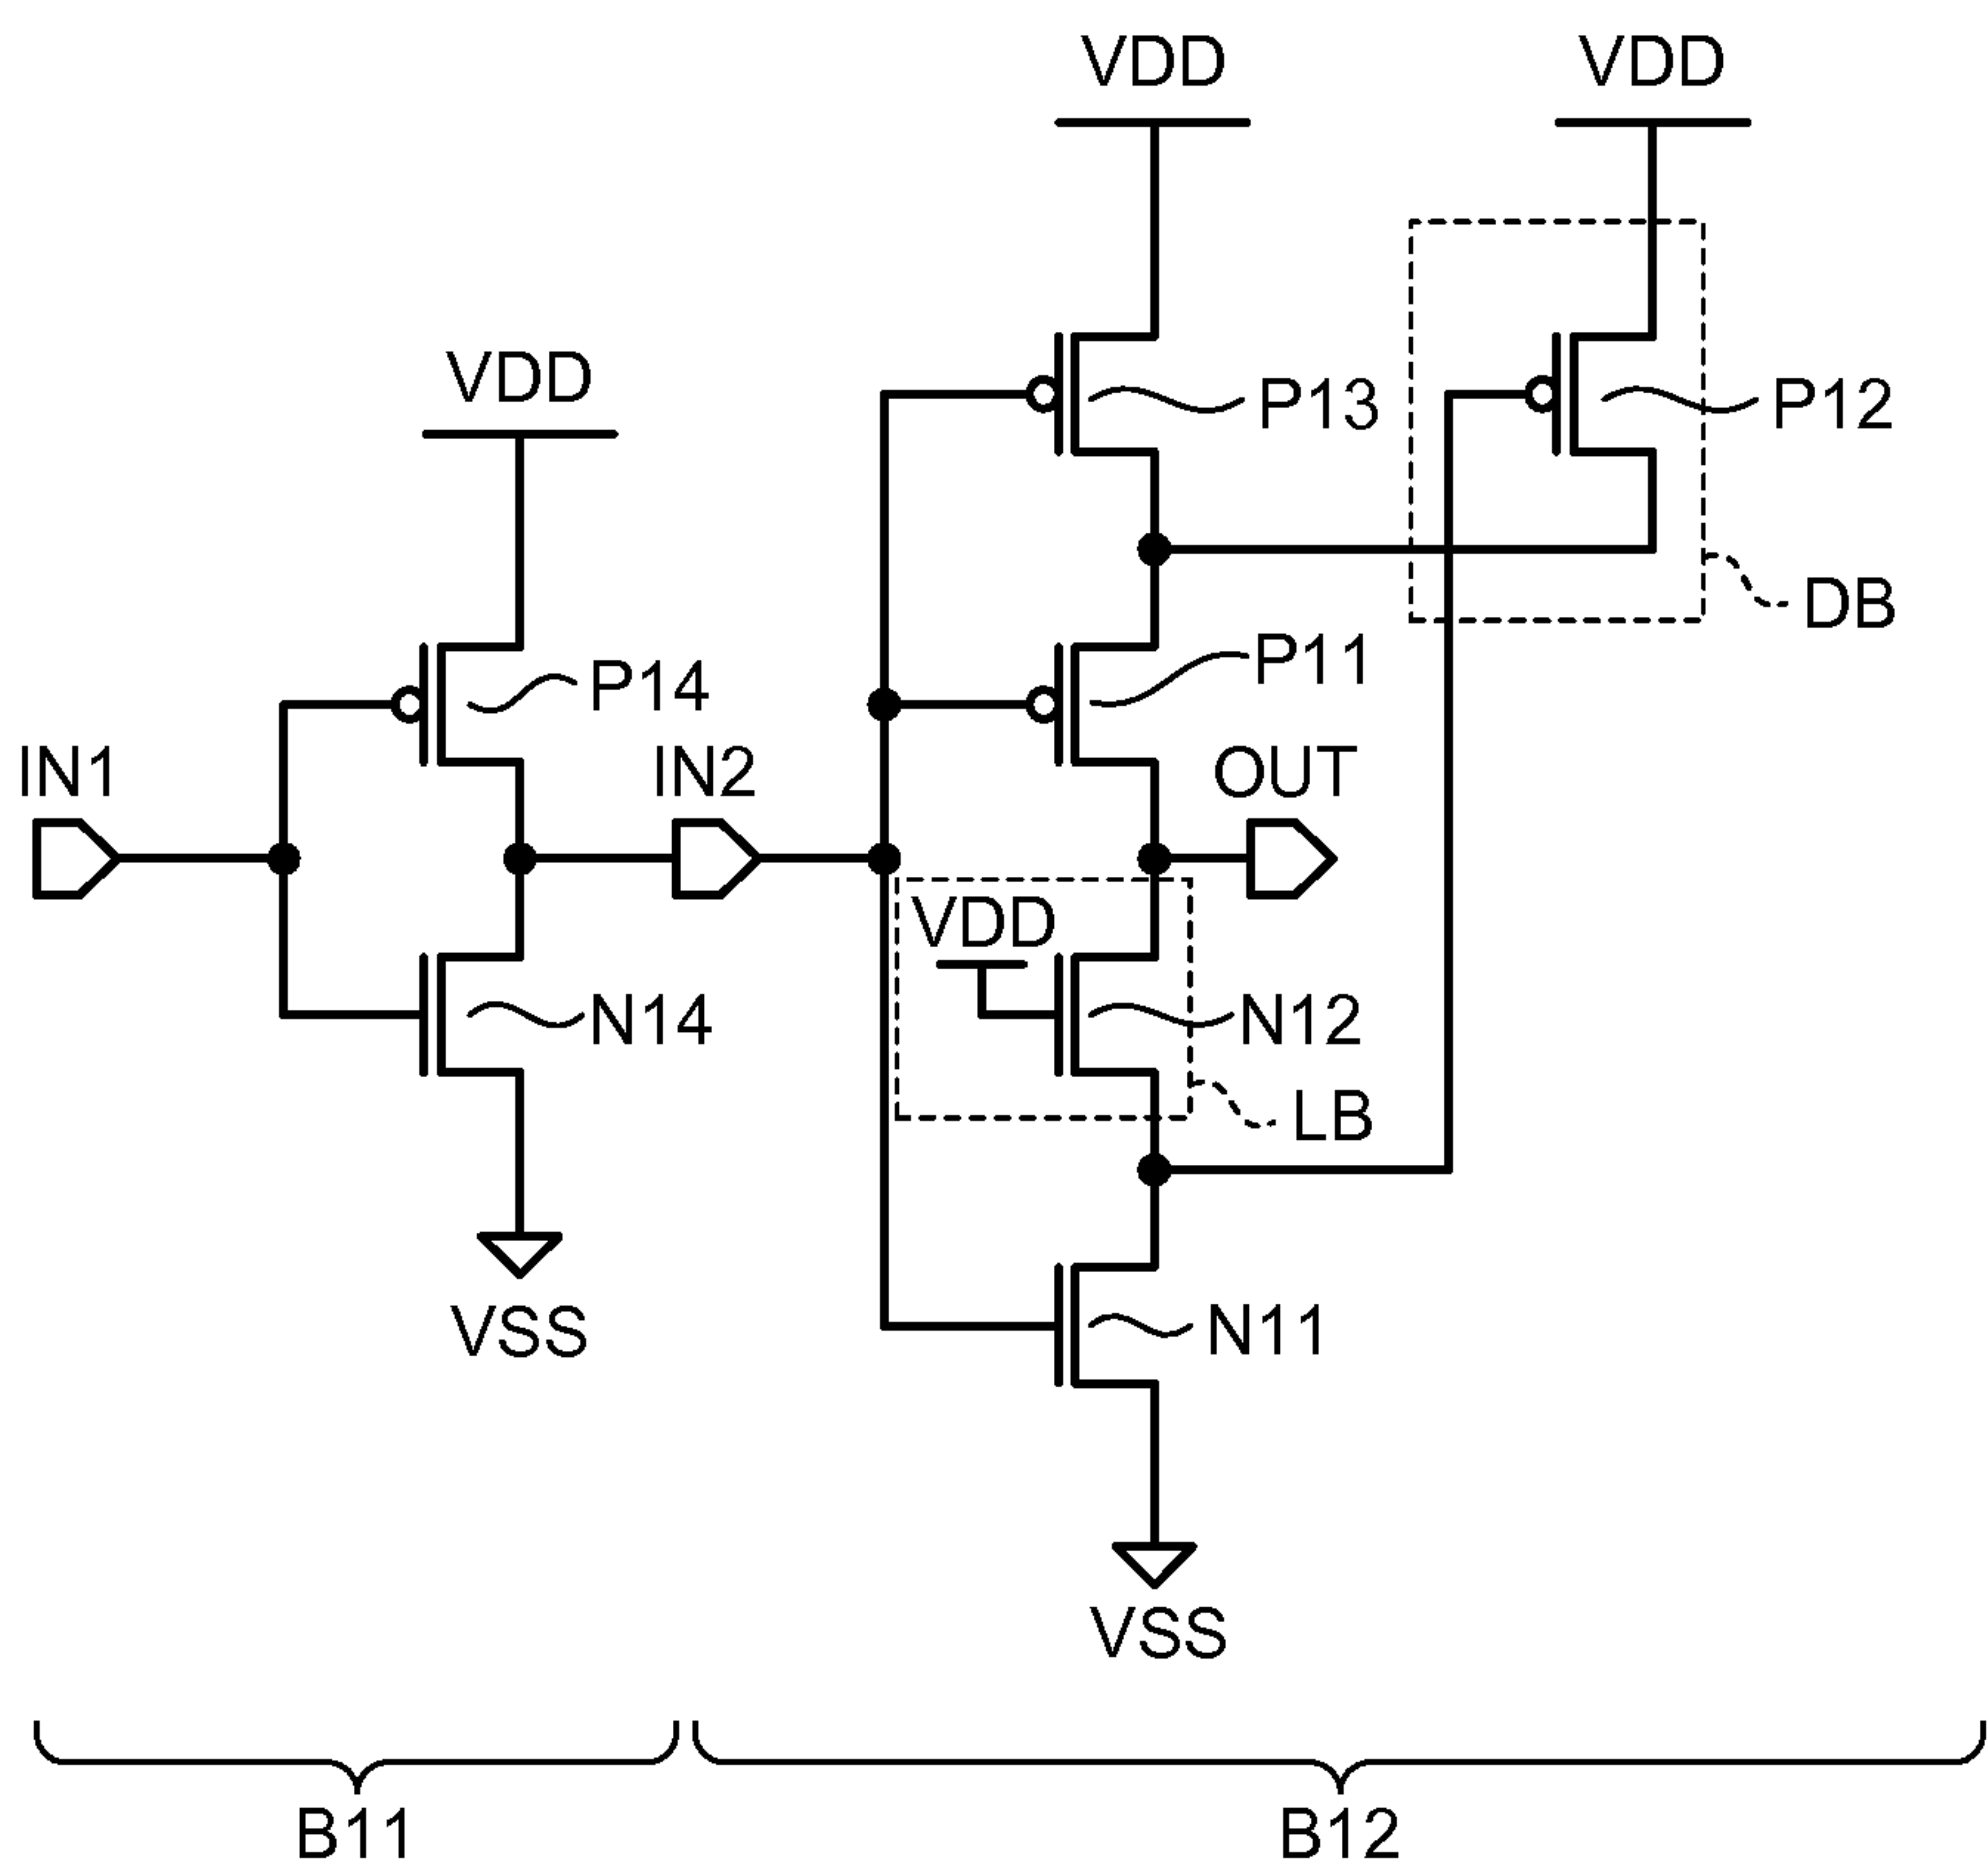 VDD
VDD
VDD
P13
P12
DB
P14
P11
IN1
IN2
OUT
VDD
N14
N12
LB
VSS
N11
VSS
B11
B12